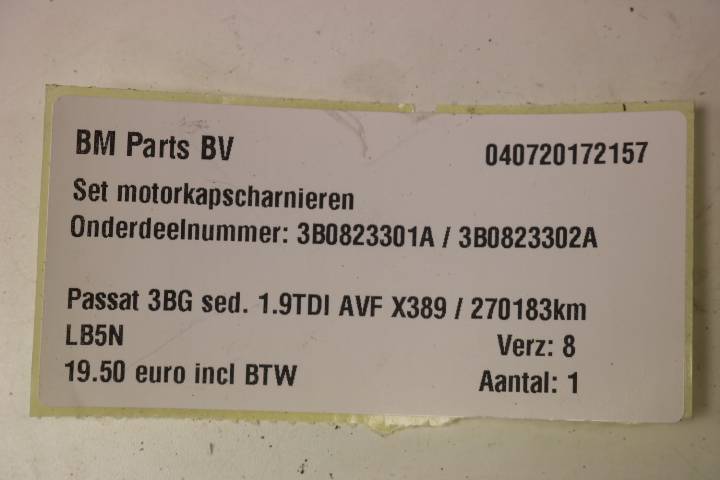 BM Parts BV 040720172157
Set motorkapscharnieren
Onderdeelnummer: 3B0823301A / 3B0823302A
Passat 3BG sed. 1.9TDI AVF X389 / 270183km
LB5N Verz: 8
19.50 euro incl BTW Aantal: 1